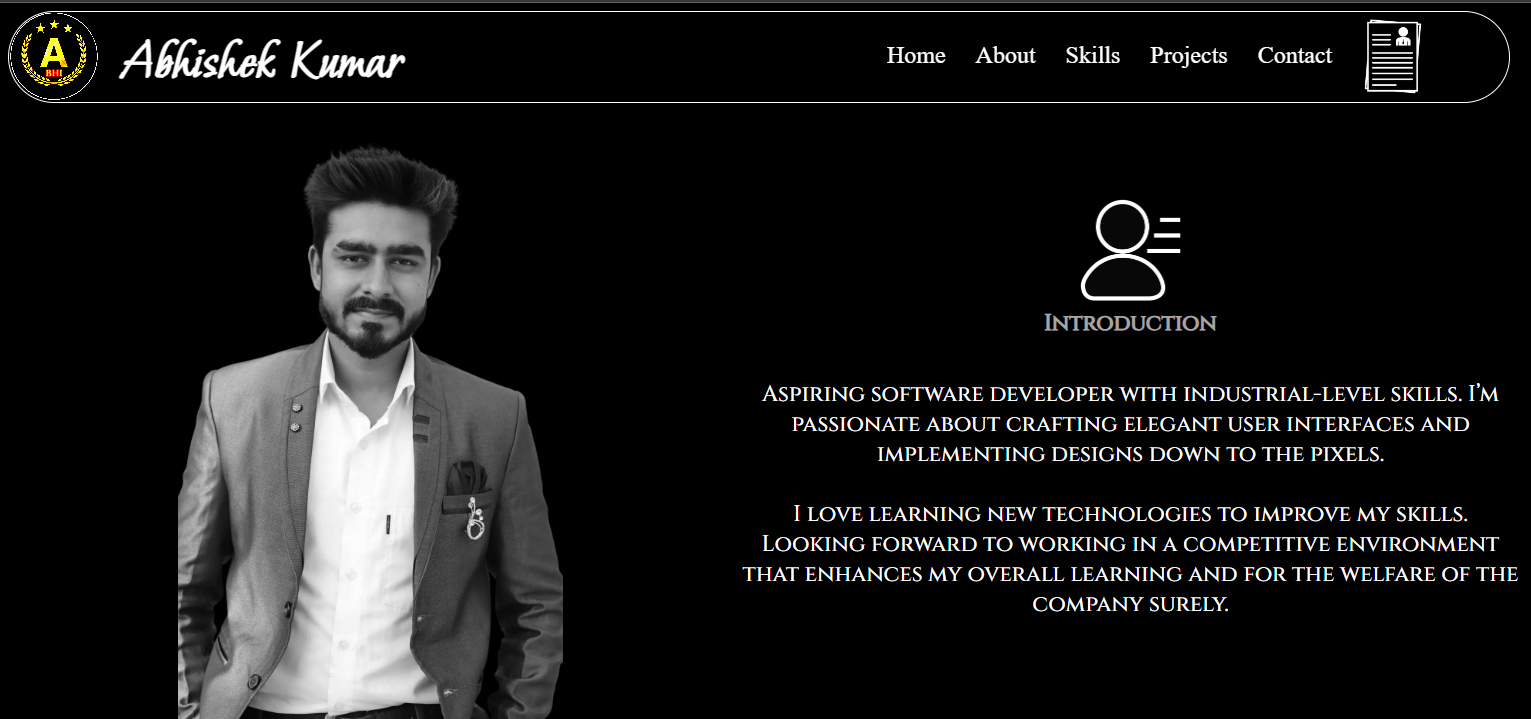 A
BHI
Abhishek Kumar
Home About Skills Projects Contact
Introduction
Aspiring software developer with industrial-level skills. I’m
passionate about crafting elegant user interfaces and
implementing designs down to the pixels.
I love learning new technologies to improve my skills.
Looking forward to working in a competitive environment
that enhances my overall learning and for the welfare of the
company surely.